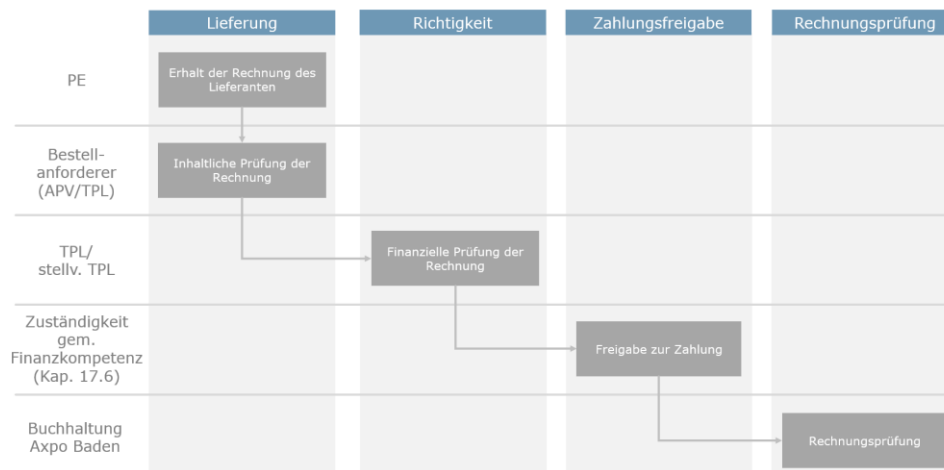 Lieferung
Richtigkeit
Zahlungsfreigabe
Rechnungsprüfung
PE
Erhalt der Rechnung des
Lieferanten
Bestell-
anforderer
(APV/TPL)
Inhaltliche Prüfung der
Rechnung
TPL/
stellv. TPL
Finanzielle Prüfung der
Rechnung
Zuständigkeit
gem.
Finanzkompetenz
(Kap. 17.6)
Freigabe zur Zahlung
Buchhaltung
Axpo Baden
Rechnungsprüfung